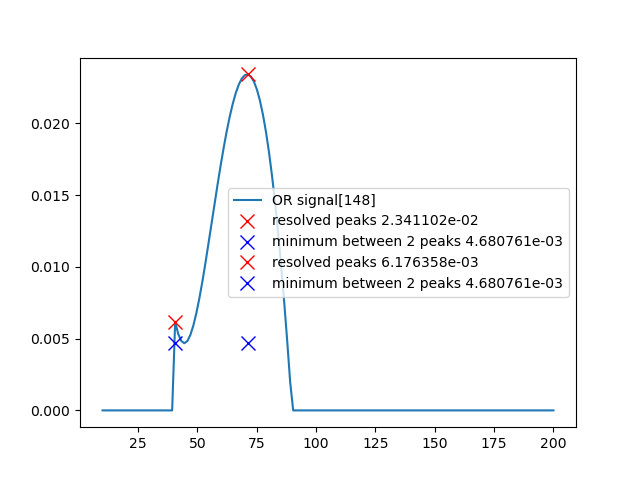 0.020
0.015
0.010
0.005
0.000
OR signal[148]
resolved peaks 2.341102e-02
minimum between 2 peaks 4.680761e-03
resolved peaks 6.176358e-03
minimum between 2 peaks 4.680761e-03
25 50 75 100 125 150 175 200